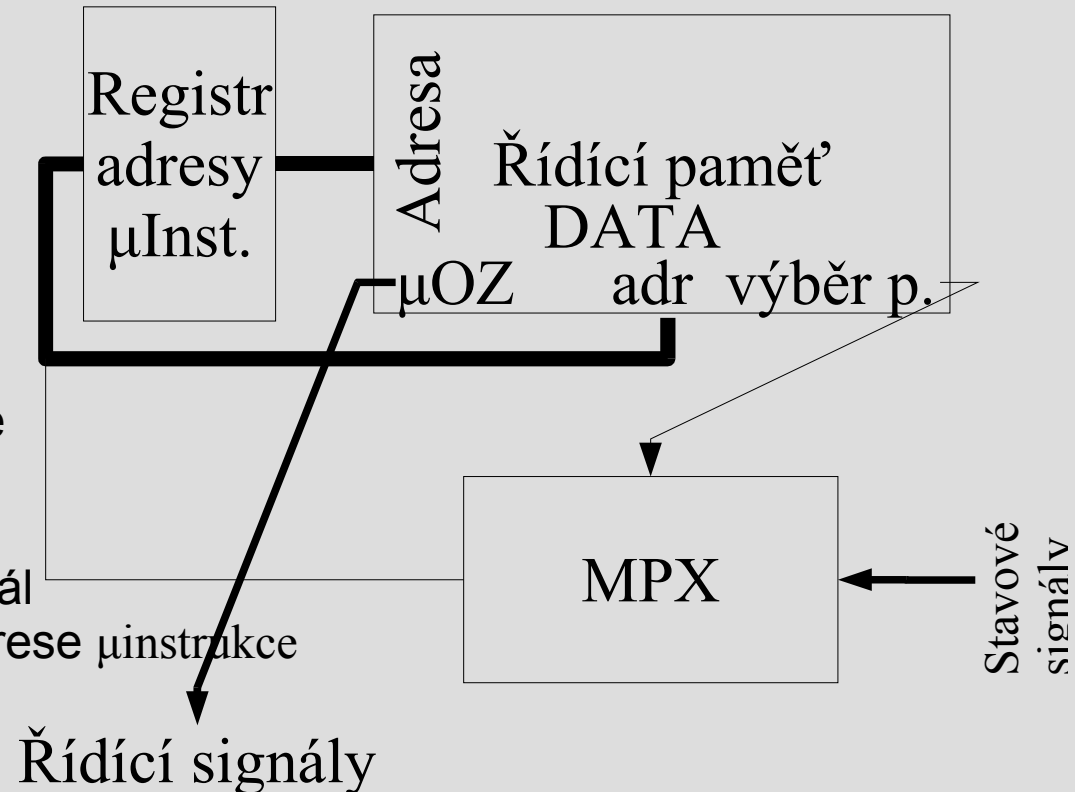 Registr
adresy
μInst.
Adresa
Řídící paměť
DATA
μOZ adr výběr p.
e
MPX
Stavové
signály
ál
rese μinstrukce
Řídící signály